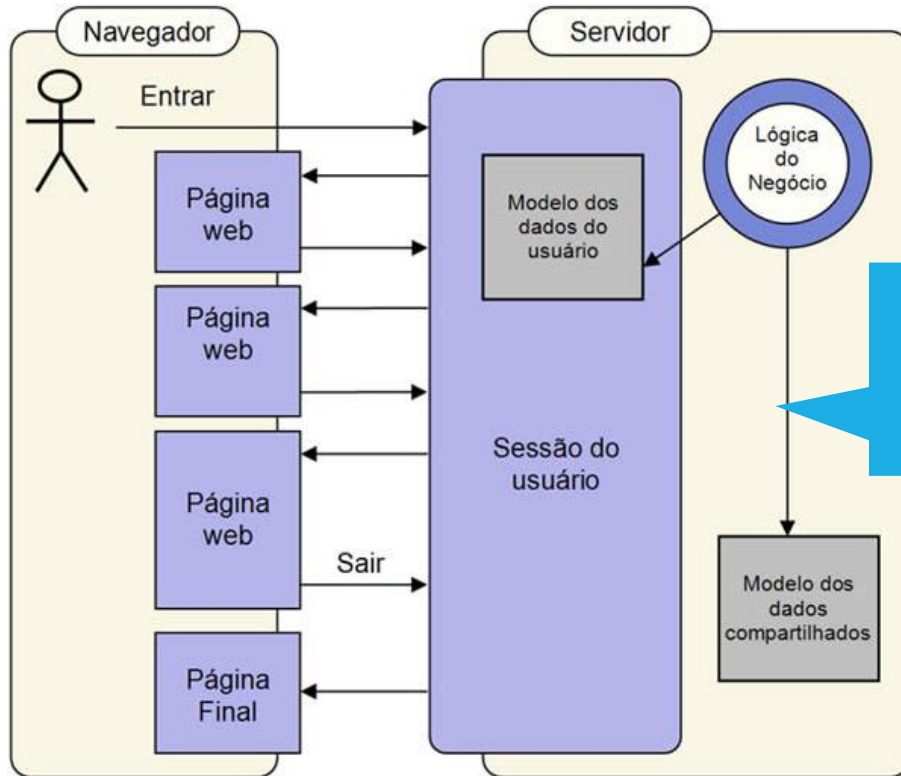 Navegador
Servidor
Entrar
Página
web
Página
web
Página
web
Sair
Página
Final
Modelo dos
dados do
usuário
Sessão do
usuário
Lógica
do
Negócio
Modelo dos
dados
compartilhados